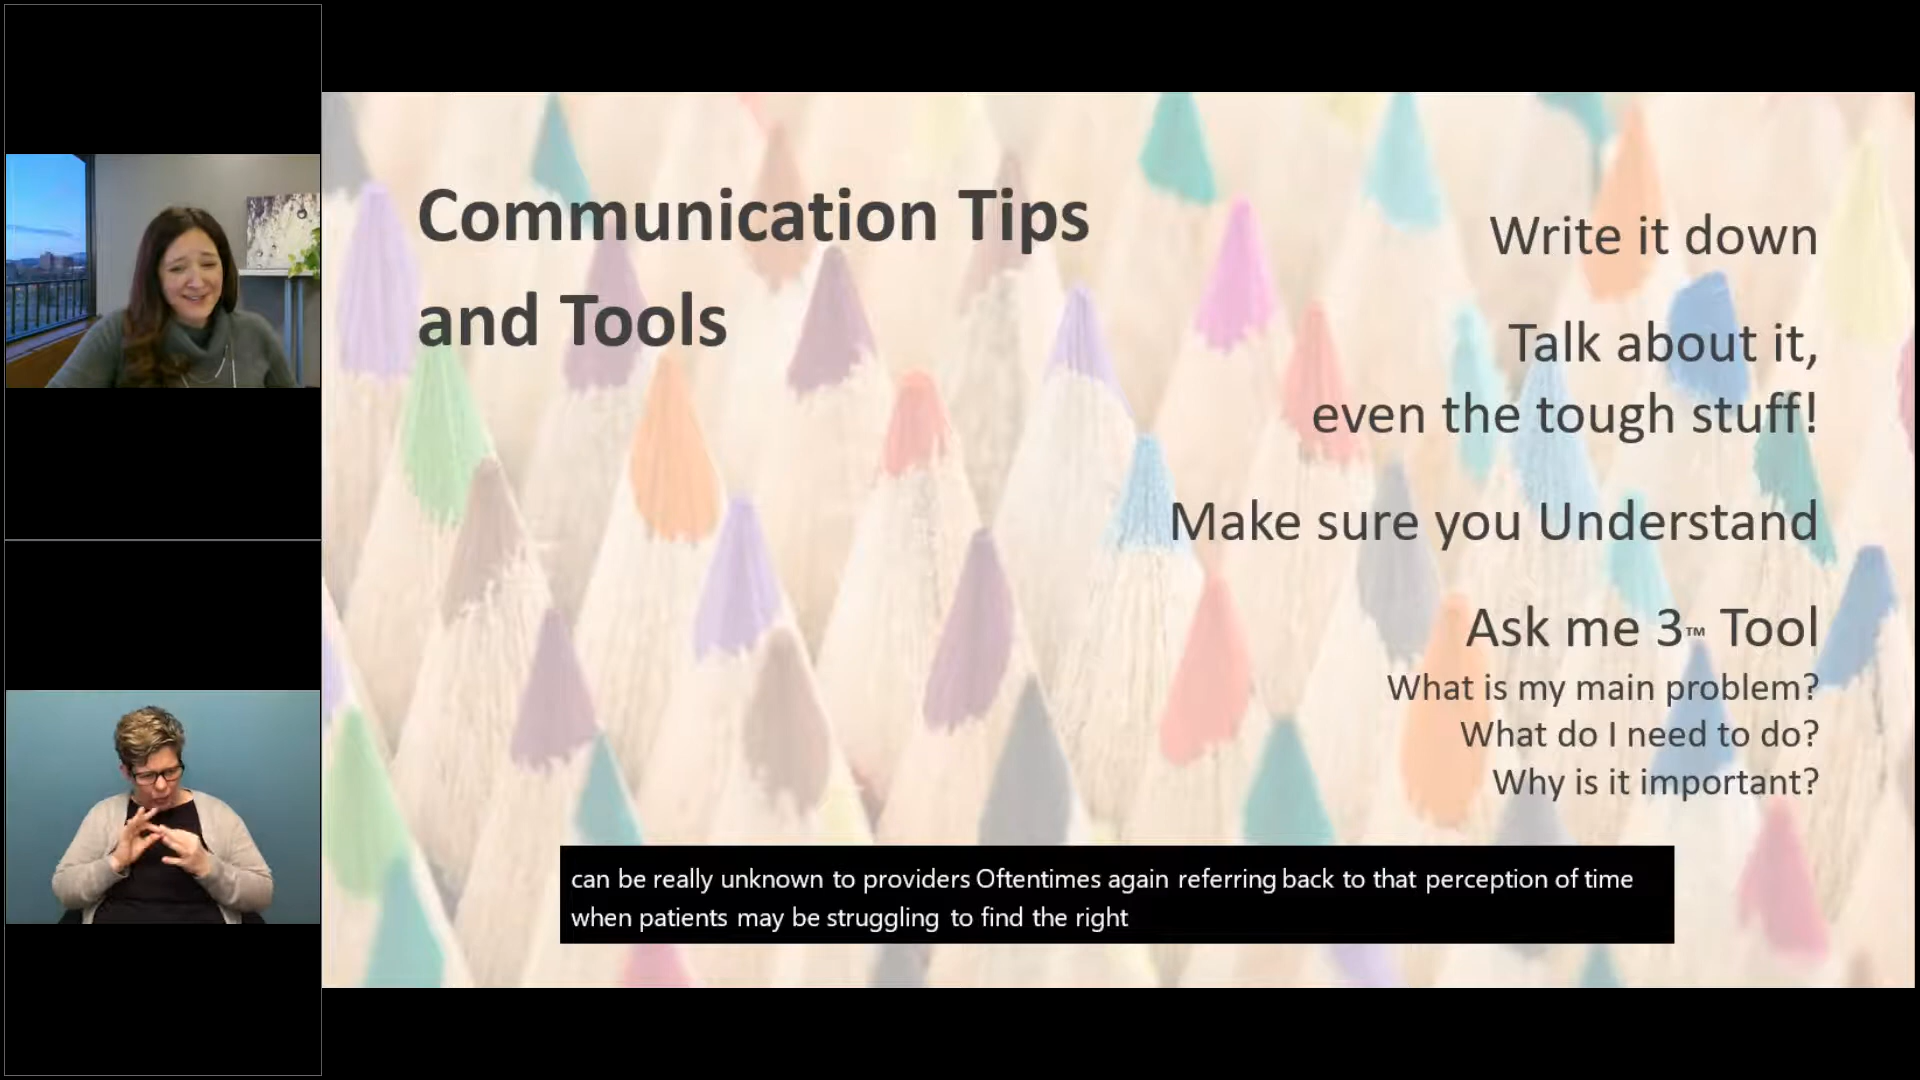 Communication Tips
and Tools
Write it down
Talk about it,
even the tough stuff!
Make sure you Understand
Ask me 3™ Tool
What is my main problem?
What do I need to do?
Why is it important?
can be really unknown to providers Oftentimes again referring back to that perception of time
when patients may be struggling to find the right